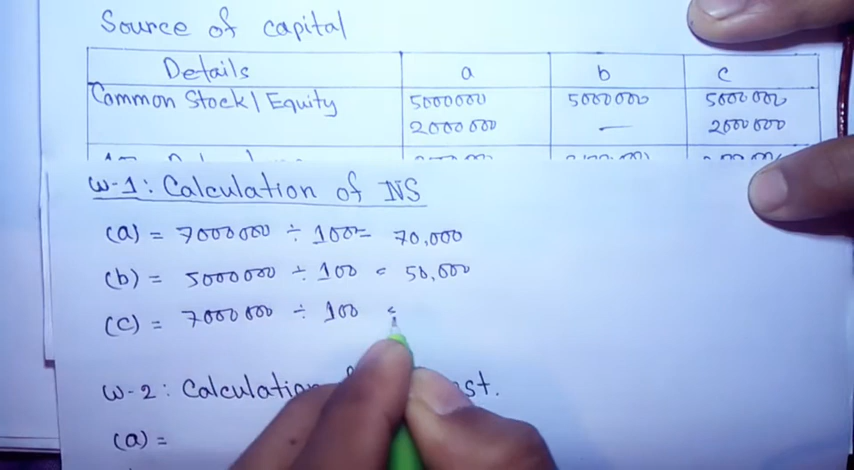 Source of capital
Details a b c
Common Stock / Equity 5000000 5000000 5000000
2000000 — 2000000
W-1: Calculation of NS
(a) = 7000000 ÷ 100 = 70,000
(b) = 5000000 ÷ 100 = 50,000
(c) = 7000000 ÷ 100 =
W-2: Calculation
(a) =